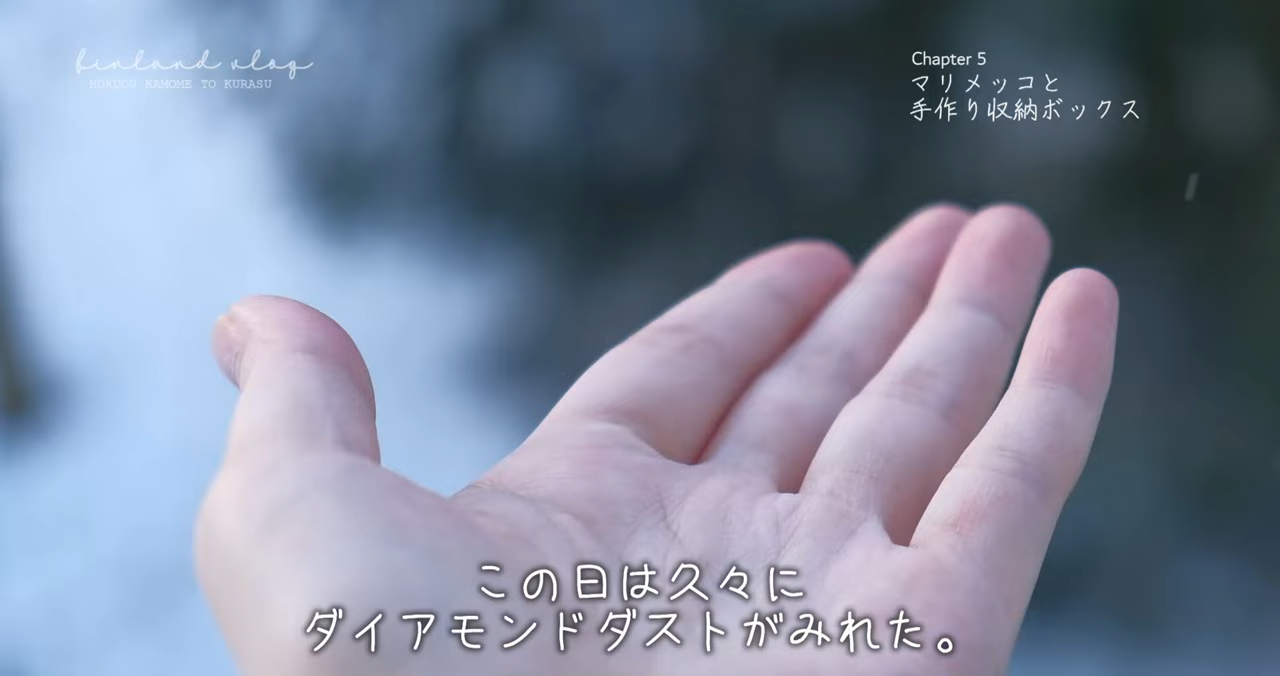 finland vlog
HOKUOU KAMOME TO KURASU
Chapter 5
マリメッコと
手作り収納ボックス
この日は久々に
ダイアモンドダストがみれた。